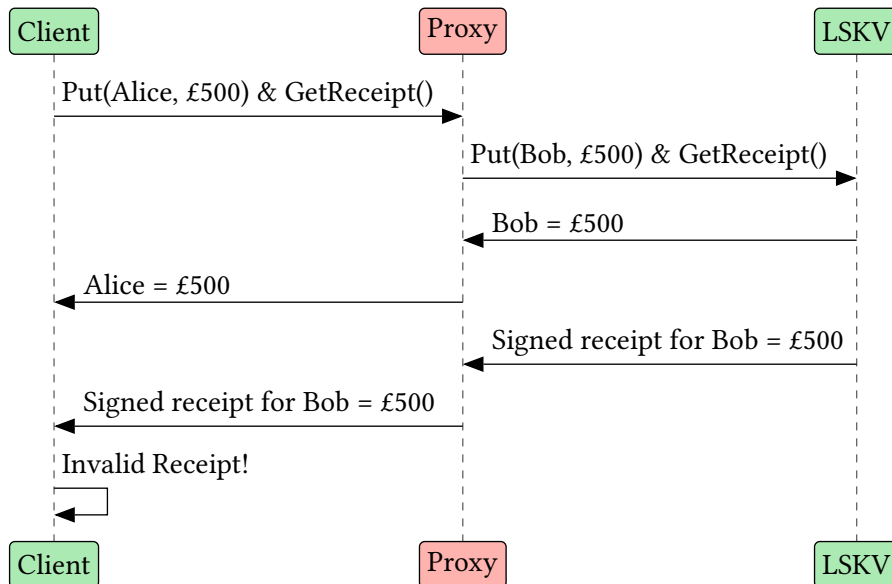 Client
Proxy
LSKV
Put(Alice, £500) & GetReceipt()
Put(Bob, £500) & GetReceipt()
Bob = £500
Alice = £500
Signed receipt for Bob = £500
Signed receipt for Bob = £500
Invalid Receipt!
Client
Proxy
LSKV